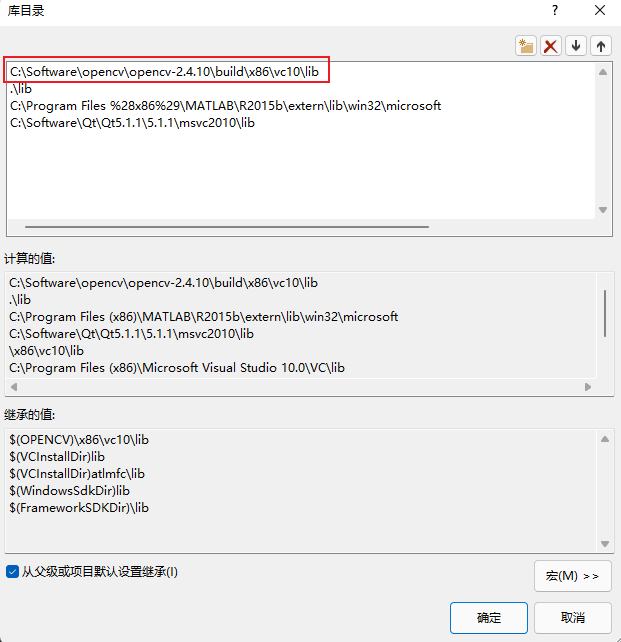 库目录
? ×
C:\Software\opencv\opencv-2.4.10\build\x86\vc10\lib
.\lib
C:\Program Files %28x86%29\MATLAB\R2015b\extern\lib\win32\microsoft
C:\Software\Qt\Qt5.1.1\5.1.1\msvc2010\lib
计算的值:
C:\Software\opencv\opencv-2.4.10\build\x86\vc10\lib
.\lib
C:\Program Files (x86)\MATLAB\R2015b\extern\lib\win32\microsoft
C:\Software\Qt\Qt5.1.1\5.1.1\msvc2010\lib
\x86\vc10\lib
C:\Program Files (x86)\Microsoft Visual Studio 10.0\VC\lib
继承的值:
$(OPENCV)\x86\vc10\lib
$(VCInstallDir)lib
$(VCInstallDir)atlmfc\lib
$(WindowsSdkDir)lib
$(FrameworkSDKDir)\lib
从父级或项目默认设置继承(I)
宏(M) >>
确定
取消